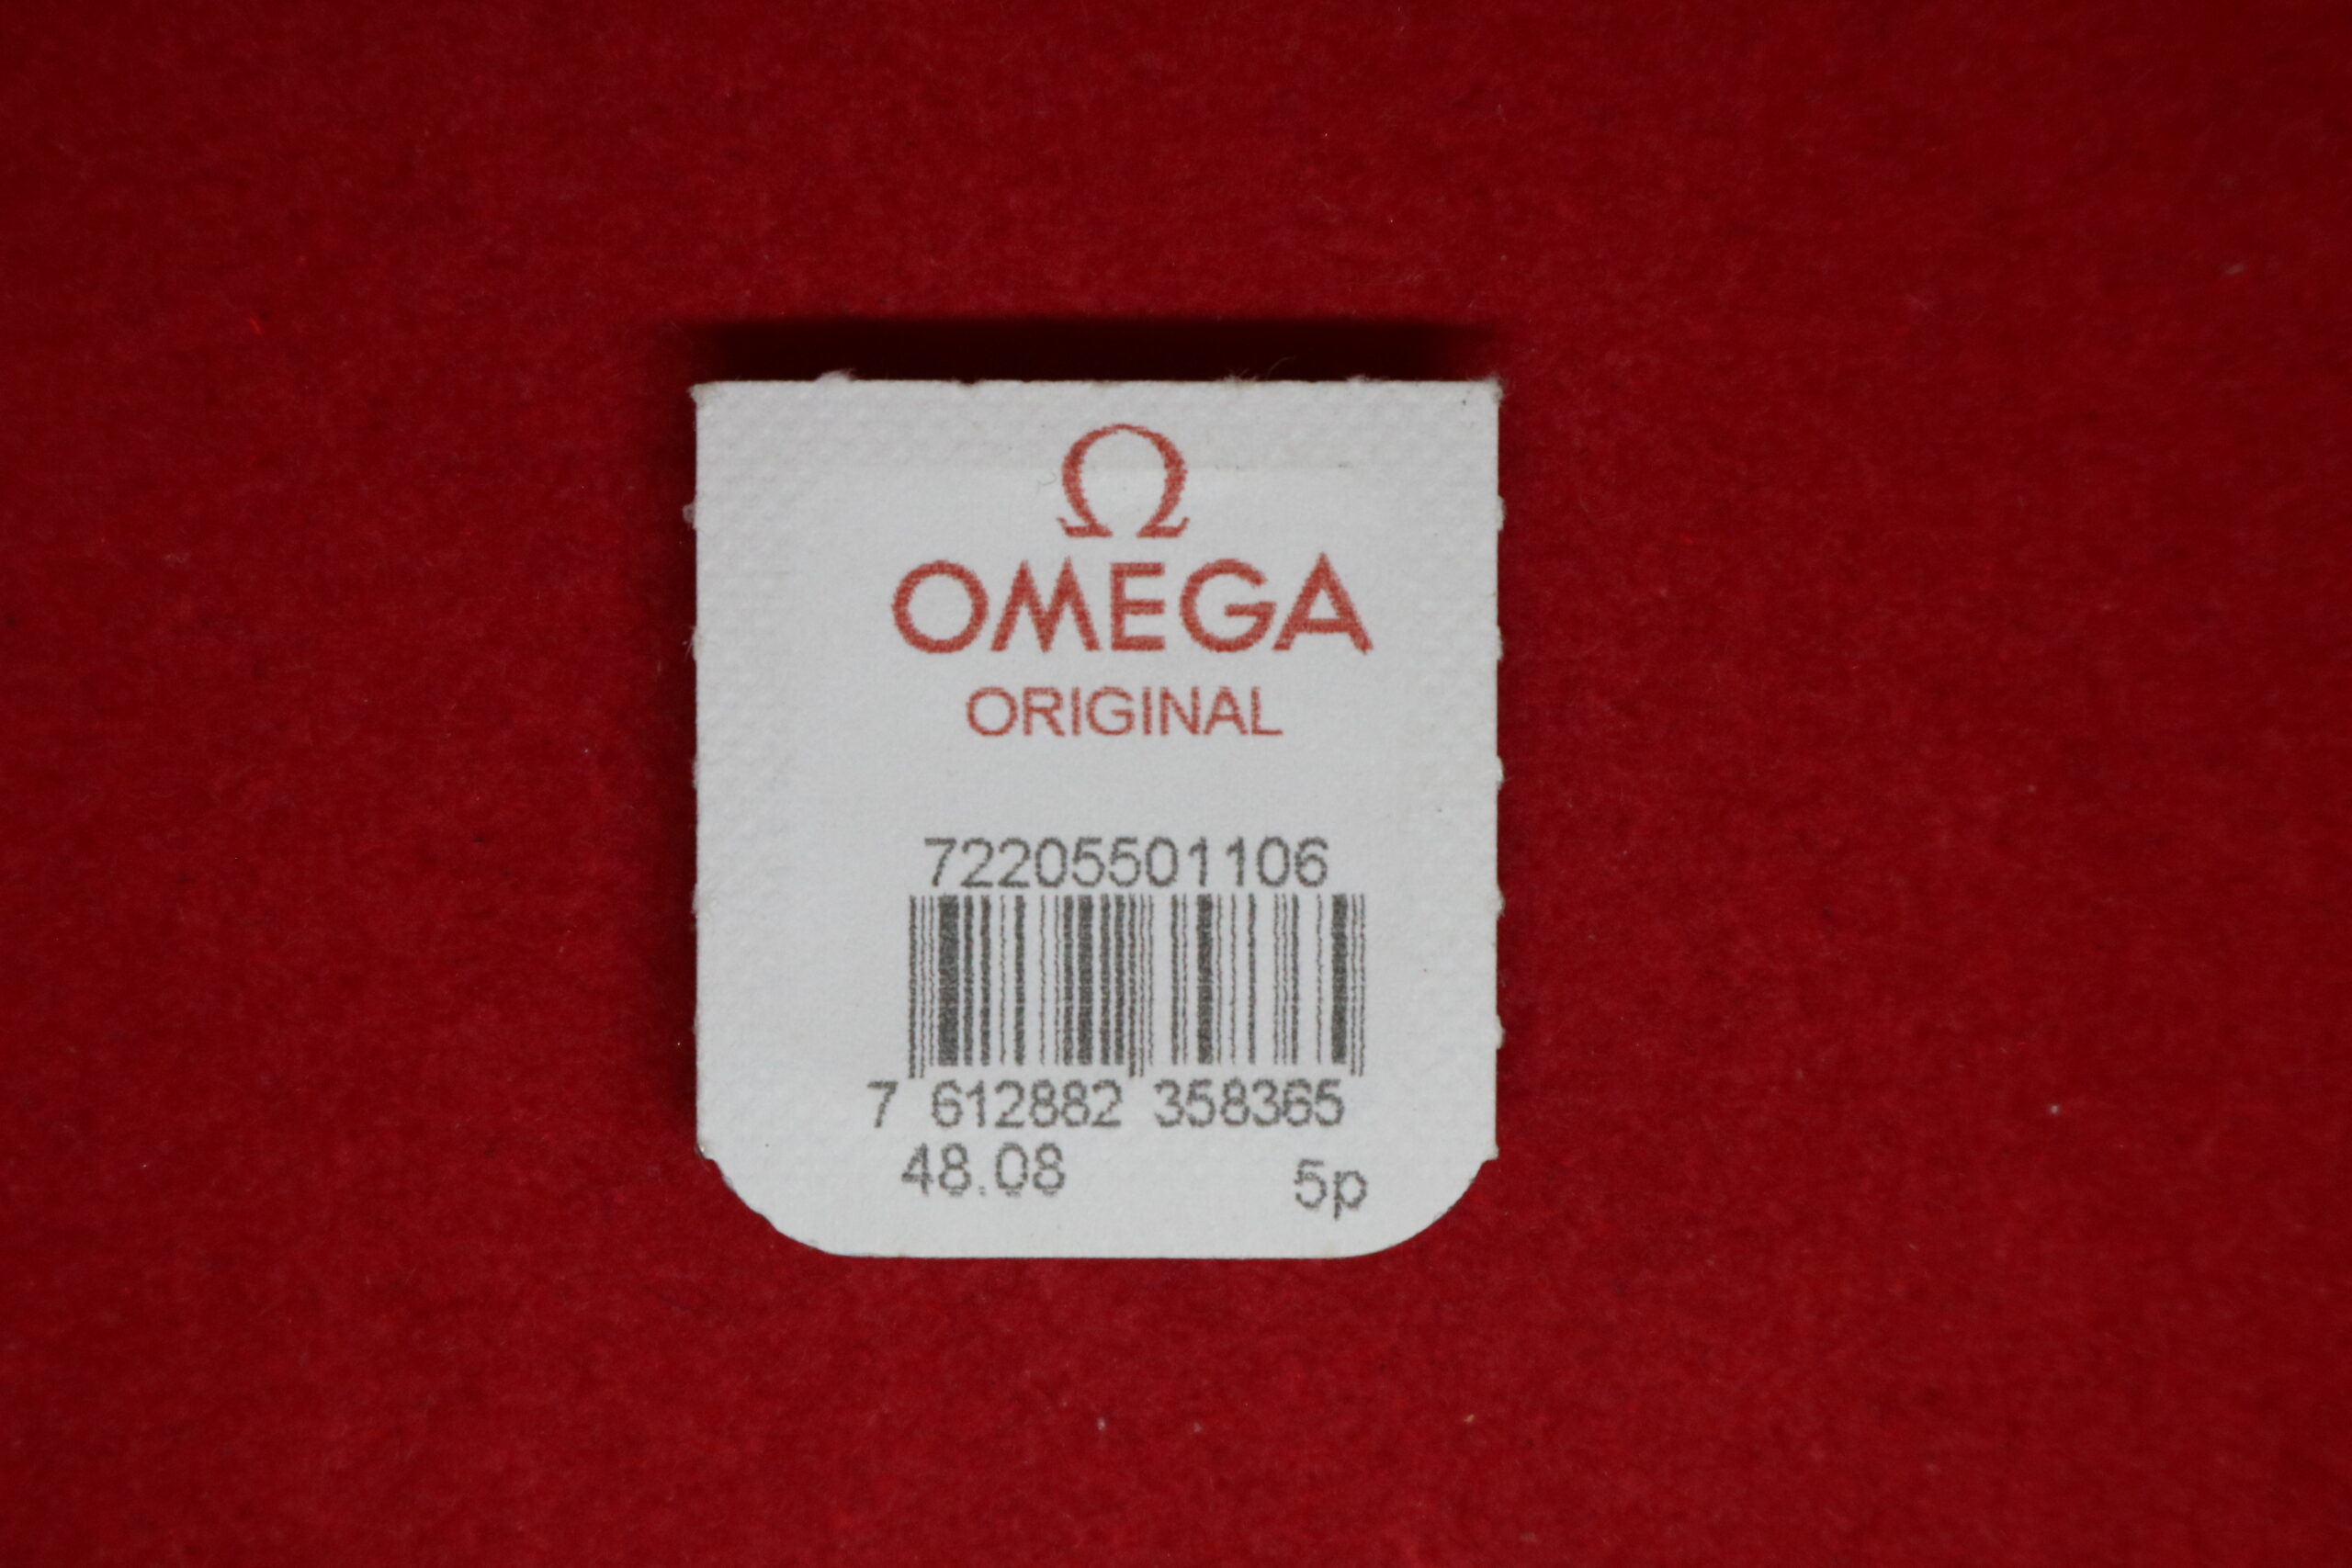 Ω
OMEGA
ORIGINAL
72205501106
7 612882 358365
48.08 5p